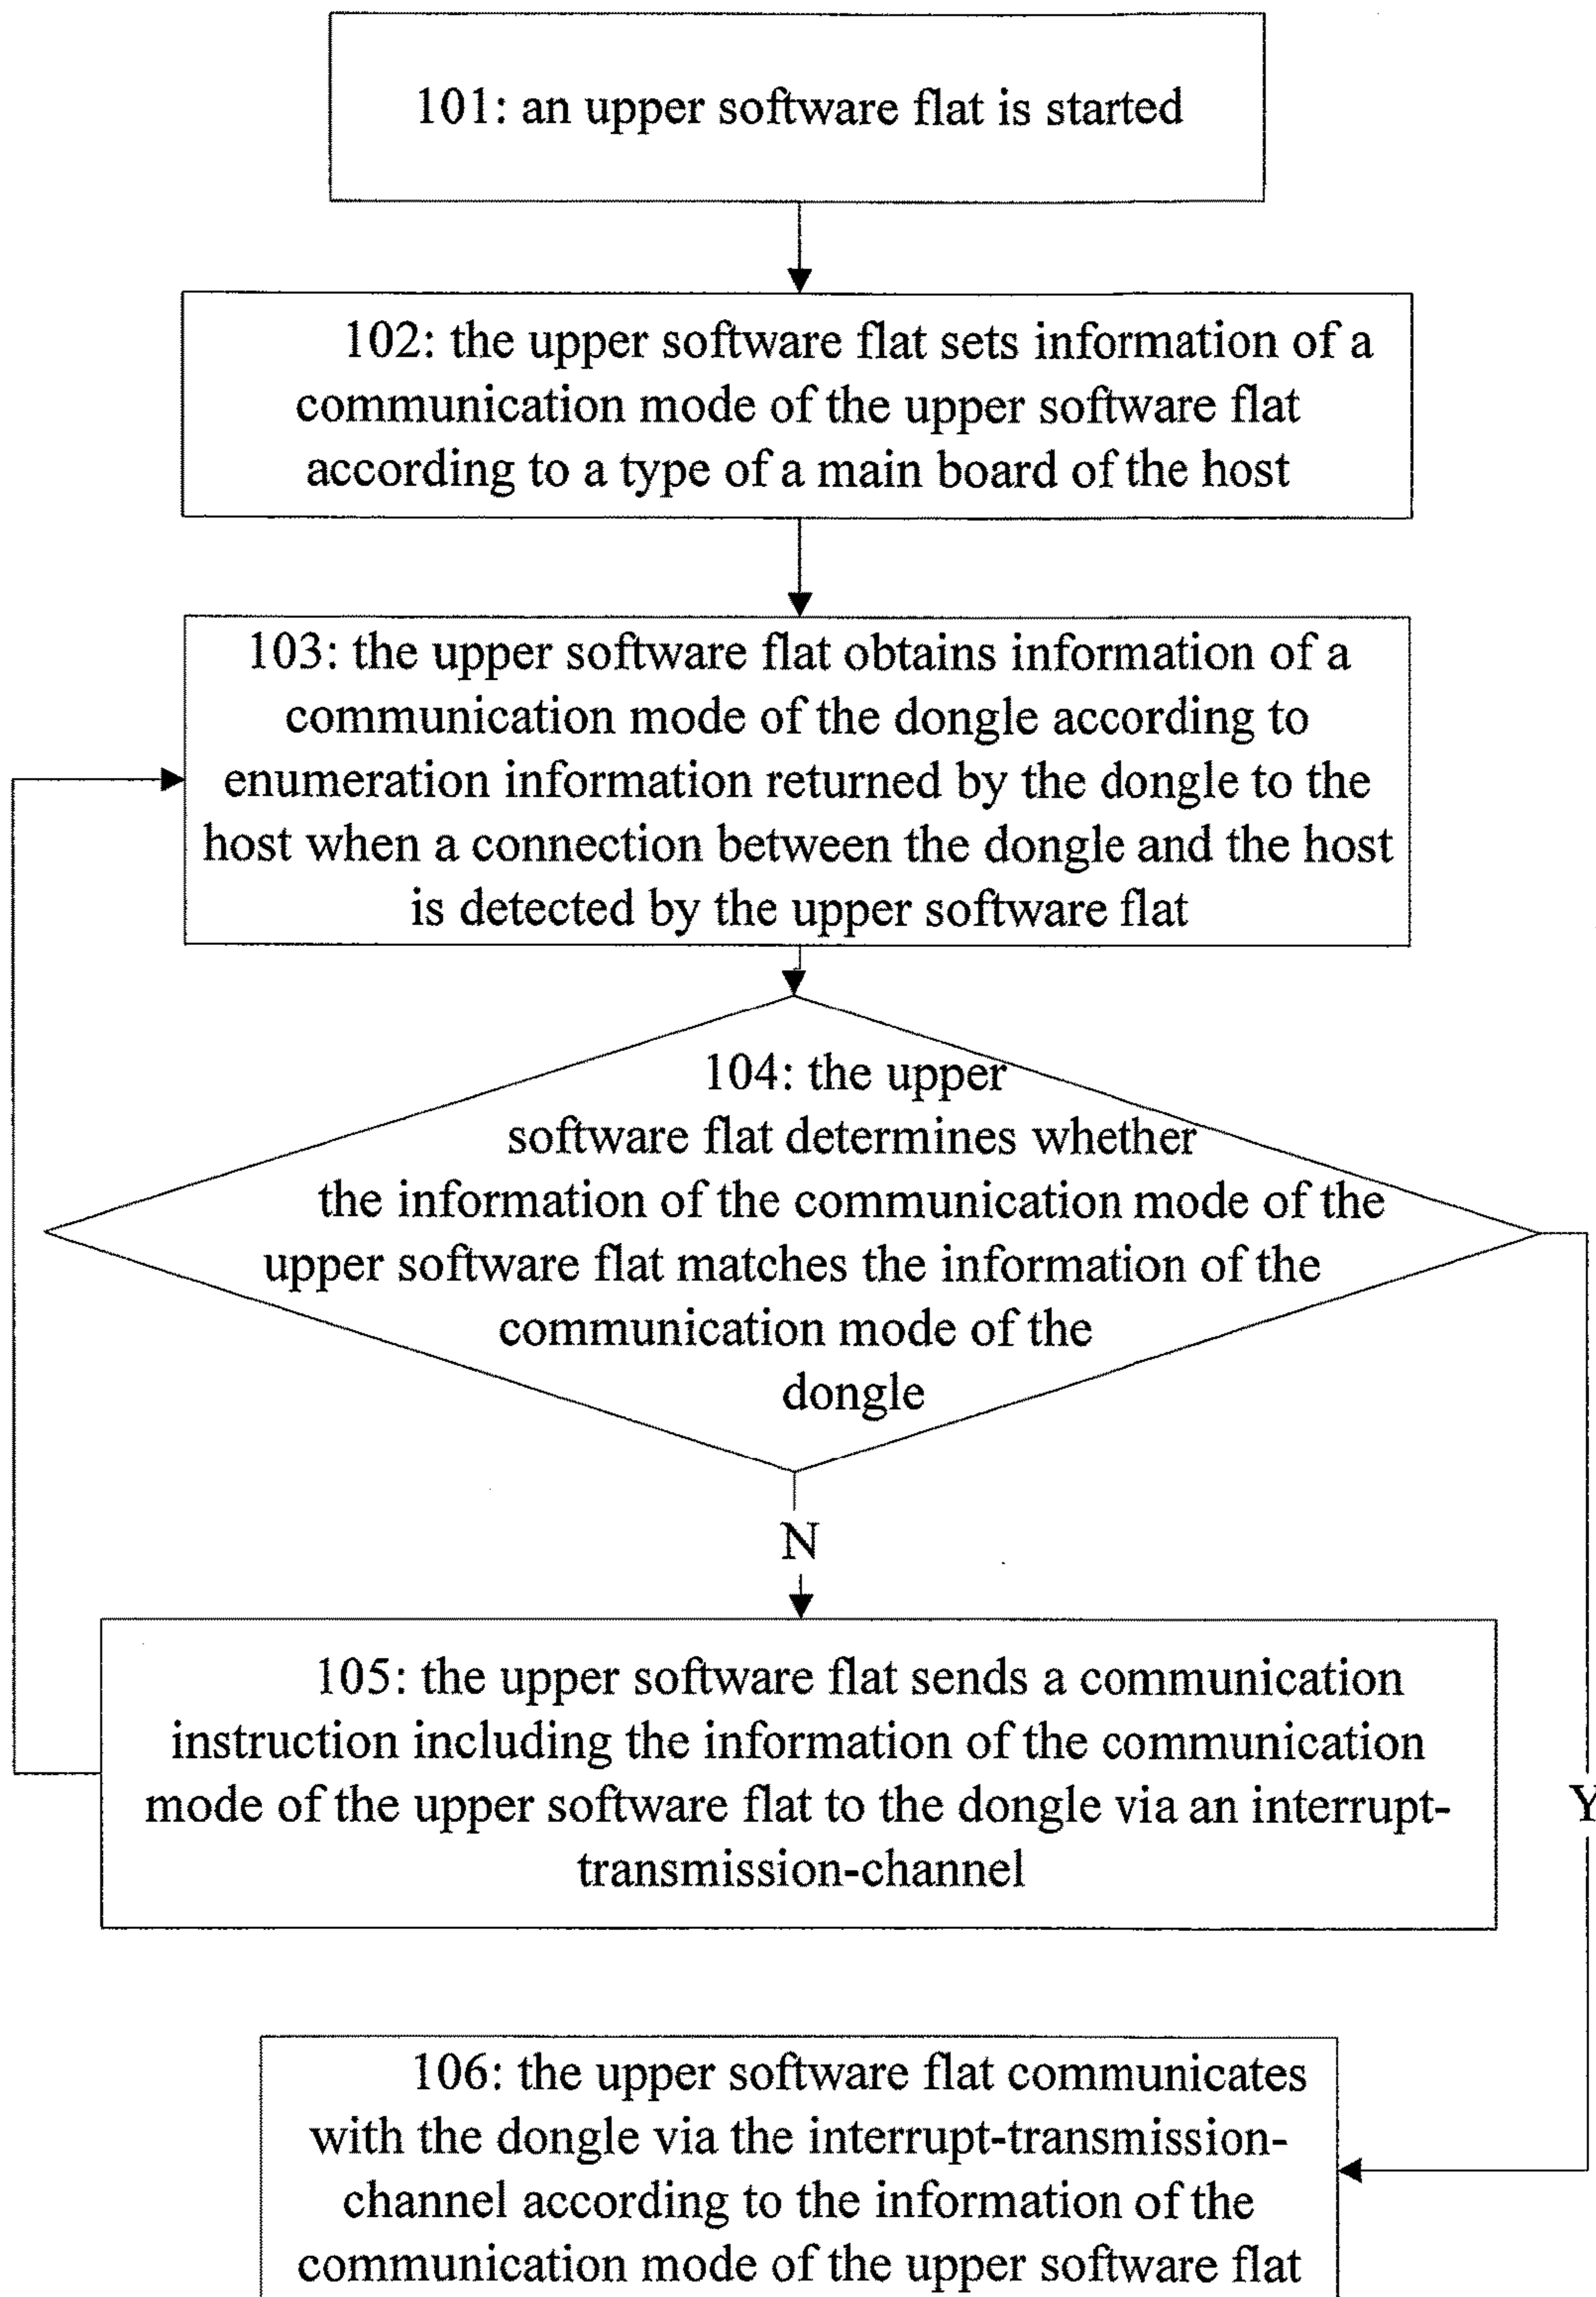 101: an upper software flat is started
102: the upper software flat sets information of a
communication mode of the upper software flat
according to a type of a main board of the host
103: the upper software flat obtains information of a
communication mode of the dongle according to
enumeration information returned by the dongle to the
host when a connection between the dongle and the host
is detected by the upper software flat
104: the upper
software flat determines whether
the information of the communication mode of the
upper software flat matches the information of the
communication mode of the
dongle
N
105: the upper software flat sends a communication
instruction including the information of the communication
mode of the upper software flat to the dongle via an interrupt-
transmission-channel
Y
106: the upper software flat communicates
with the dongle via the interrupt-transmission-
channel according to the information of the
communication mode of the upper software flat